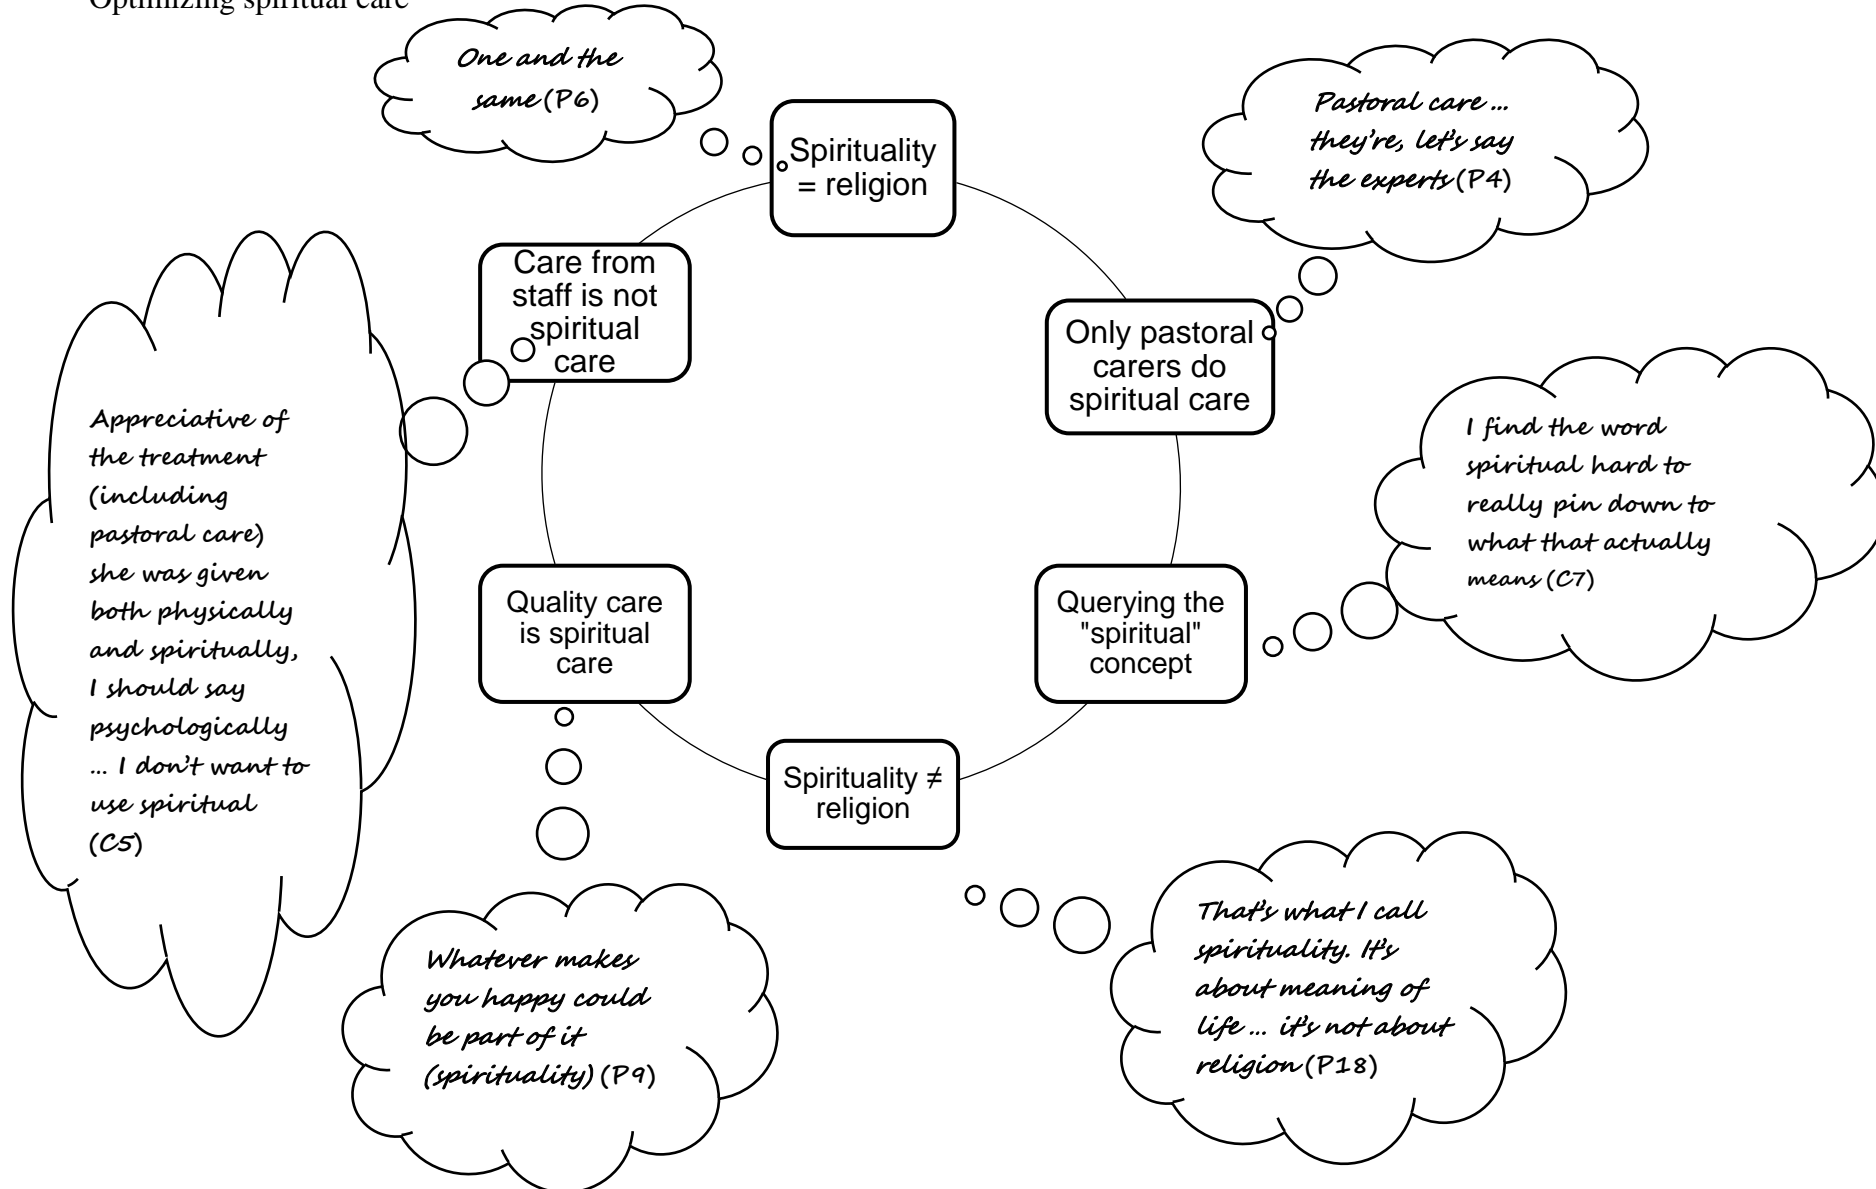 Optimizing spiritual care
One and the
same (P6)
Spirituality
= religion
Pastoral care ...
they're, let's say
the experts (P4)
Care from
staff is not
spiritual
care
Only pastoral
carers do
spiritual care
Appreciative of
the treatment
(including
pastoral care)
she was given
both physically
and spiritually,
I should say
psychologically
... I don't want to
use spiritual
(C5)
I find the word
spiritual hard to
really pin down to
what that actually
means (C7)
Quality care
is spiritual
care
Querying the
"spiritual"
concept
Spirituality ≠
religion
Whatever makes
you happy could
be part of it
(spirituality) (P9)
That's what I call
spirituality. It's
about meaning of
life ... it's not about
religion (P18)